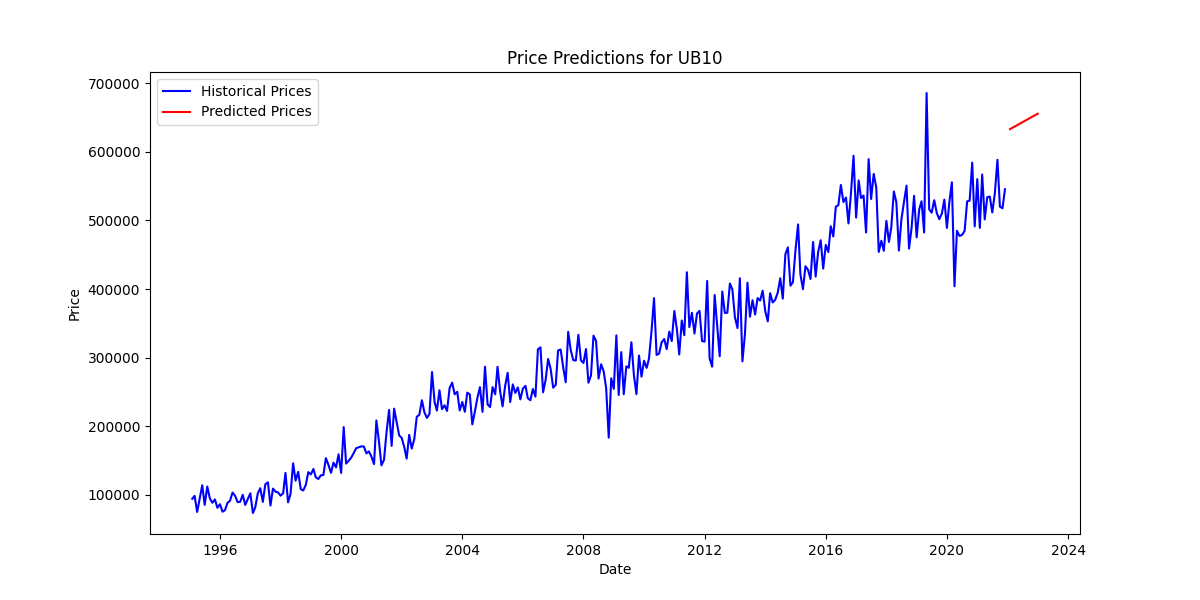 Price Predictions for UB10
Historical Prices
Predicted Prices
700000
600000
500000
400000
300000
200000
100000
Price
1996 2000 2004 2008 2012 2016 2020 2024
Date